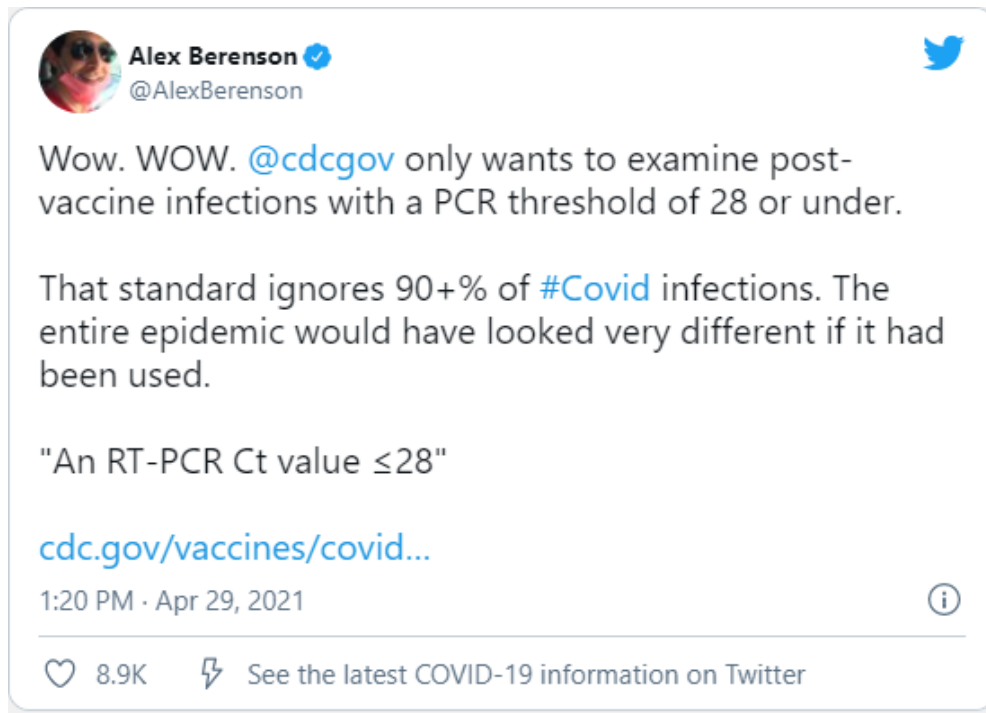 Alex Berenson
@AlexBerenson
Wow. WOW. @cdcgov only wants to examine post-
vaccine infections with a PCR threshold of 28 or under.
That standard ignores 90+% of #Covid infections. The
entire epidemic would have looked very different if it had
been used.
"An RT-PCR Ct value ≤28"
cdc.gov/vaccines/covid...
1:20 PM · Apr 29, 2021
8.9K See the latest COVID-19 information on Twitter